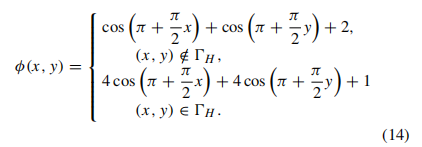 ϕ(x, y) = { cos (π + π/2 x) + cos (π + π/2 y) + 2,
(x, y) ∉ Γ_H,
4 cos (π + π/2 x) + 4 cos (π + π/2 y) + 1
(x, y) ∈ Γ_H.
(14)